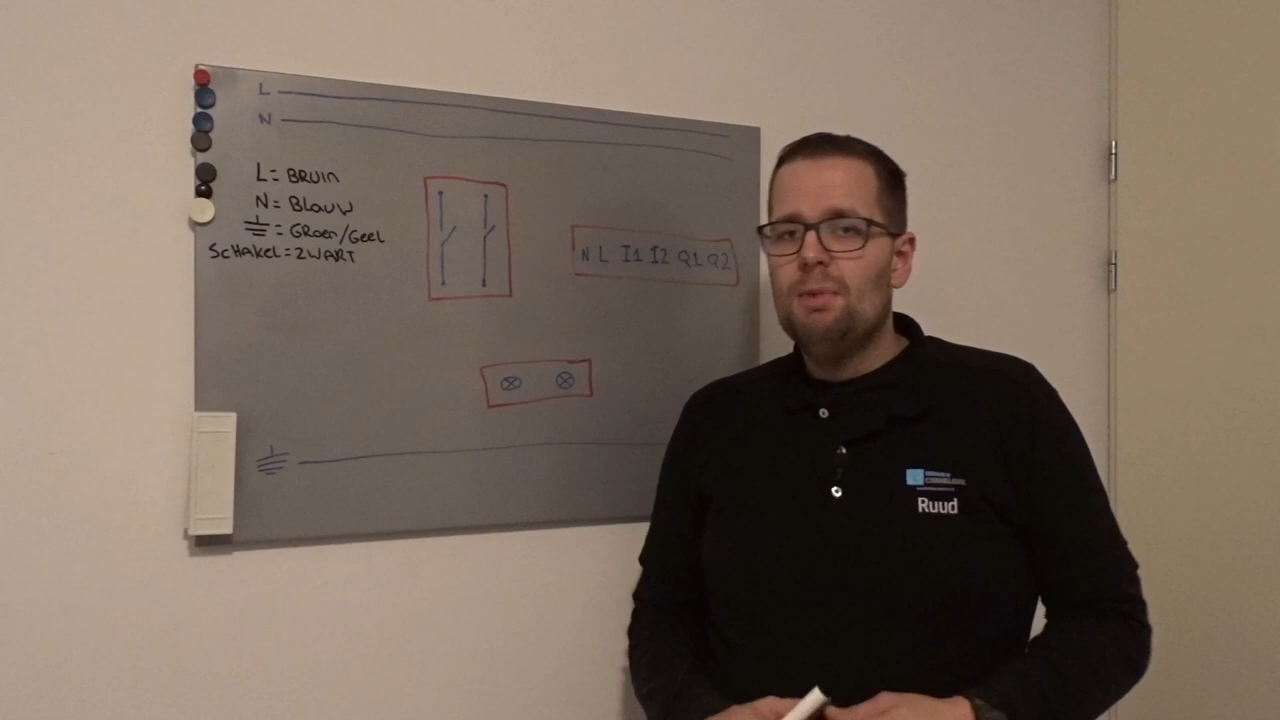 L
N
L = BRUIN
N = BLAUW
= GROEN/GEEL
SCHAKEL = ZWART
N L I1 I2 Q1 Q2
Ruud